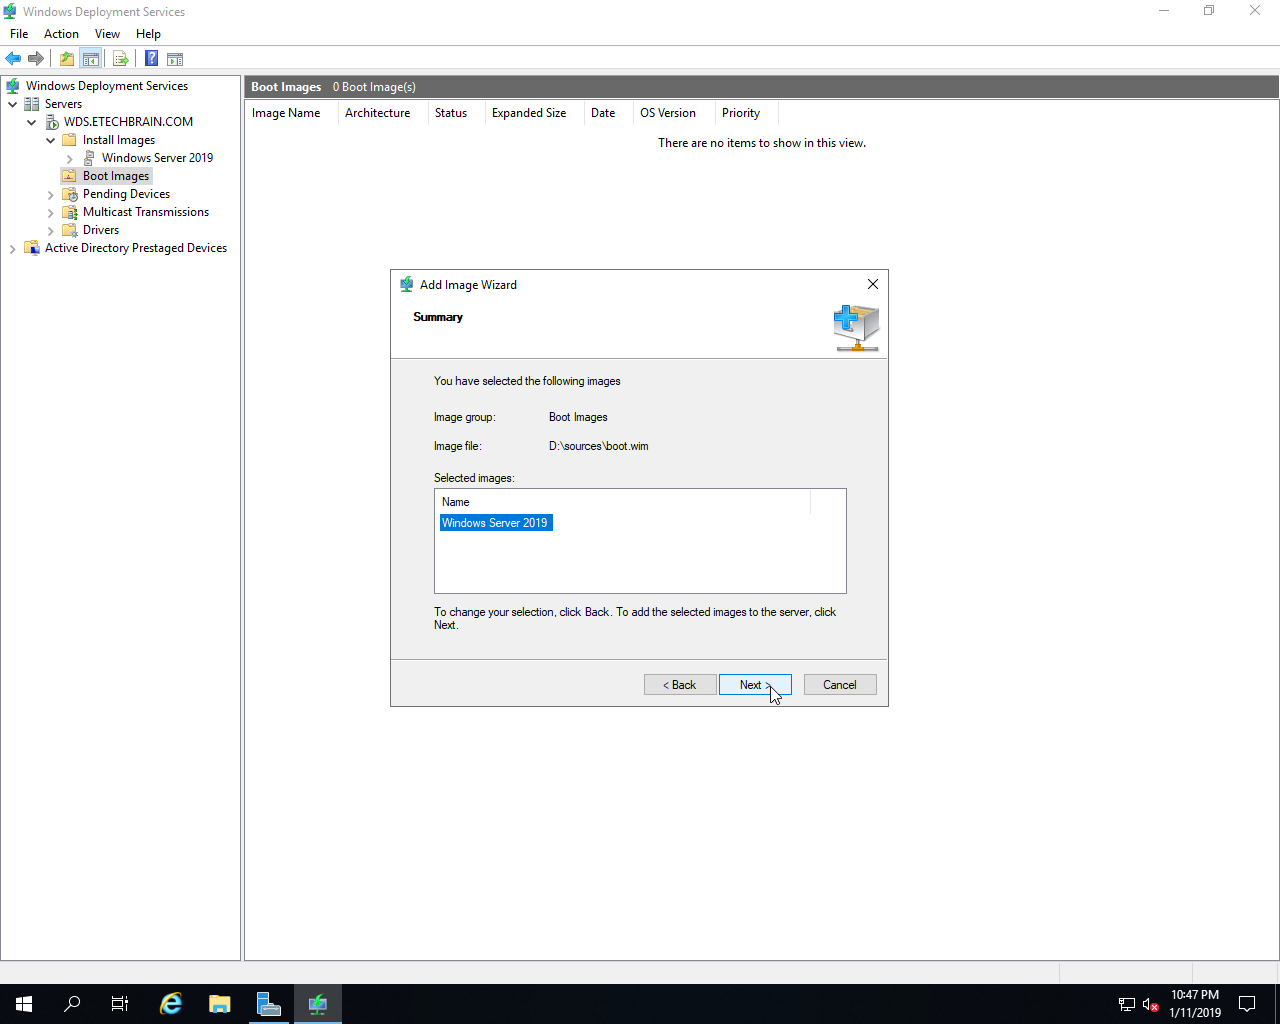 Windows Deployment Services
File Action View Help
Windows Deployment Services
Servers
WDS.ETECHBRAIN.COM
Install Images
Windows Server 2019
Boot Images
Pending Devices
Multicast Transmissions
Drivers
Active Directory Prestaged Devices
Boot Images 0 Boot Image(s)
Image Name Architecture Status Expanded Size Date OS Version Priority
There are no items to show in this view.
Add Image Wizard
Summary
You have selected the following images
Image group: Boot Images
Image file: D:\sources\boot.wim
Selected images:
Name
Windows Server 2019
To change your selection, click Back. To add the selected images to the server, click
Next.
< Back Next > Cancel
10:47 PM
1/11/2019